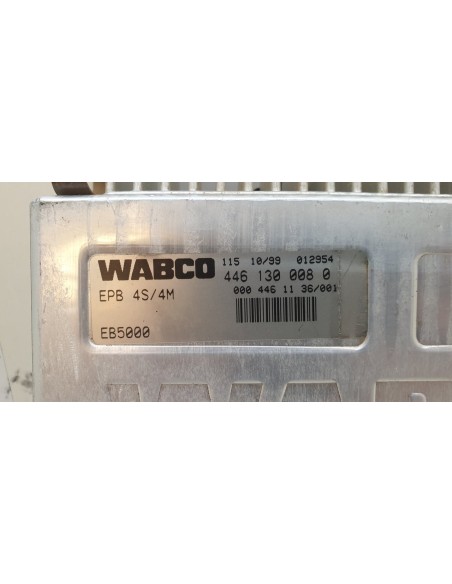 115 10/99 012954
WABCO 446 130 008 0
000 446 11 36/001
EPB 4S/4M
EB5000